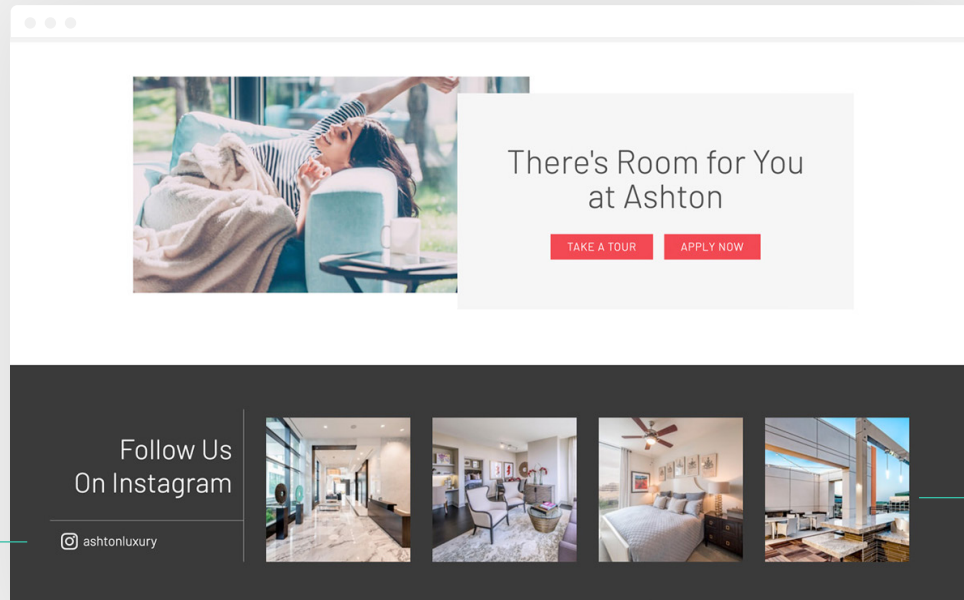 There's Room for You
at Ashton
TAKE A TOUR
APPLY NOW
Follow Us
On Instagram
ashtonluxury